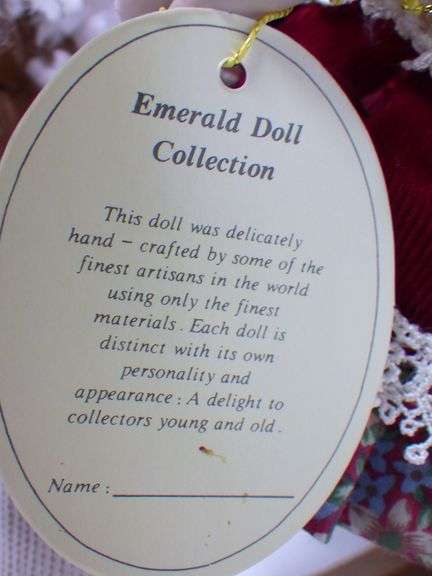 Emerald Doll
Collection
This doll was delicately
hand - crafted by some of the
finest artisans in the world
using only the finest
materials. Each doll is
distinct with its own
personality and
appearance : A delight to
collectors young and old.
Name :